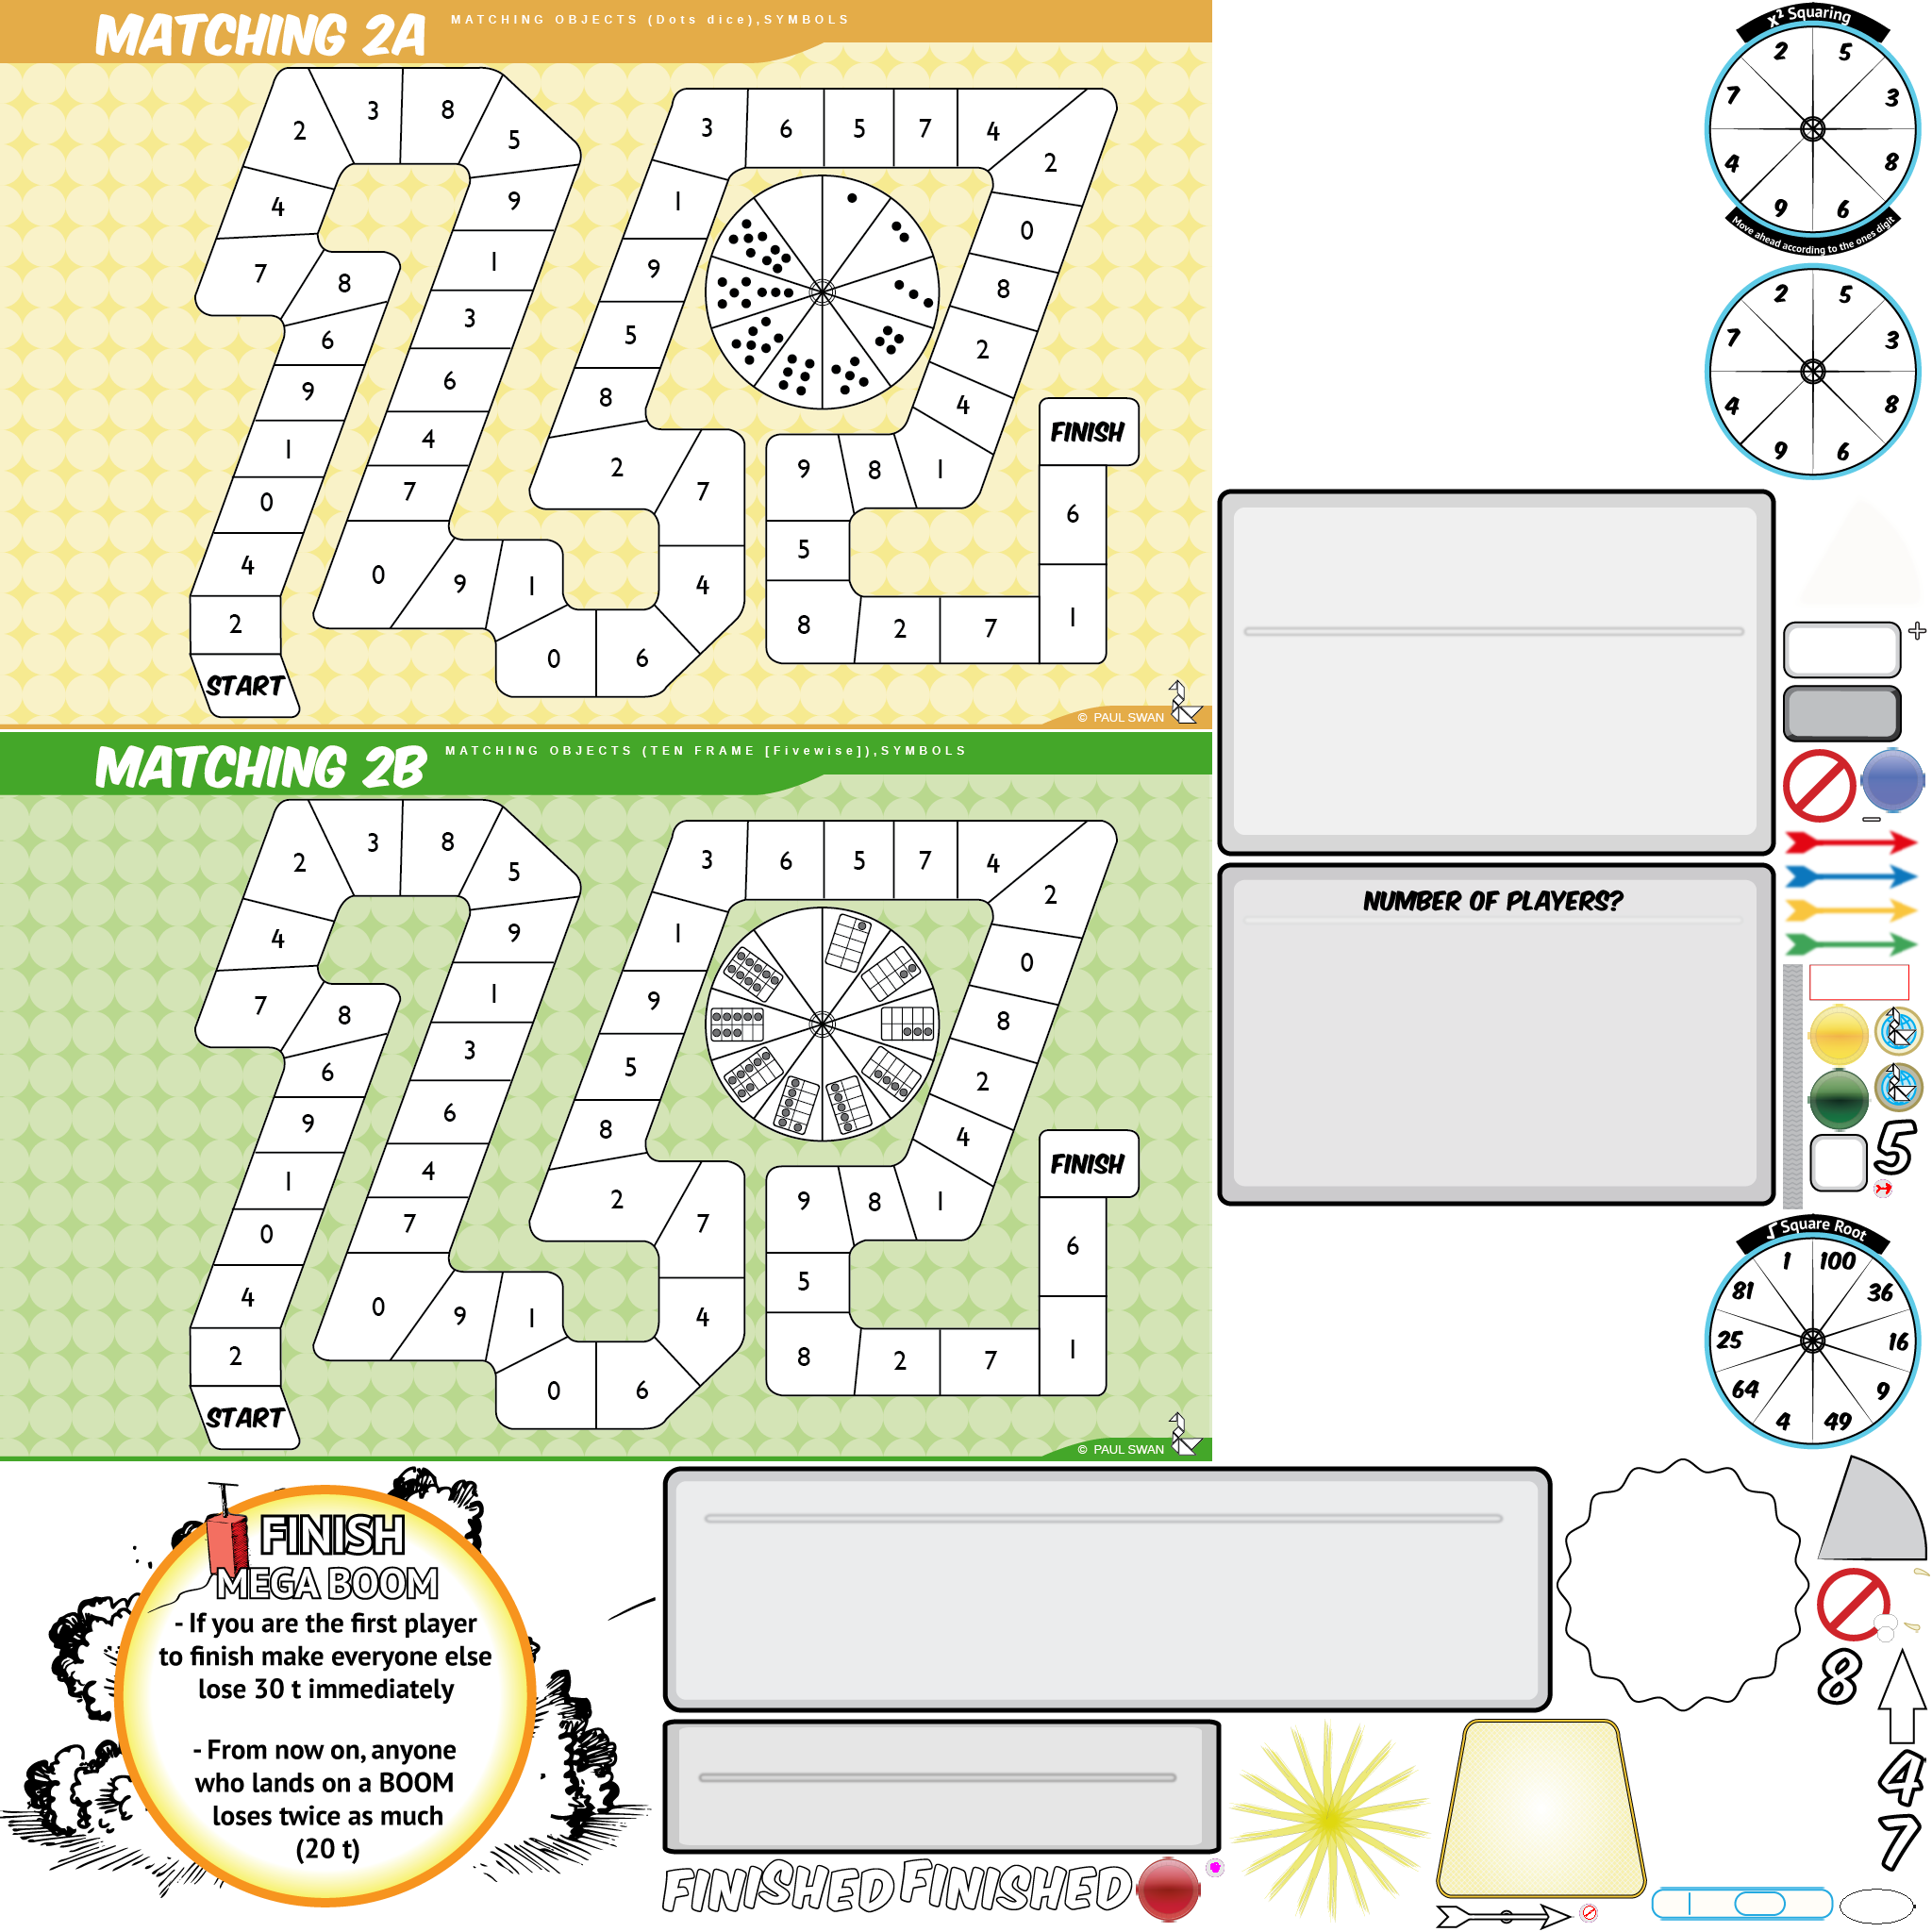 MATCHING 2A
MATCHING OBJECTS (Dots dice),SYMBOLS
2 3 8 5
4 9
7 8 1
6 3
9 6
1 4
0 7
4 0 9 1
2 0 6
START
3 6 5 7 4 2
1 0
9 8
5 2
8 4
2 7 9 8 1
4 5
8 2 7 1
6
FINISH
© PAUL SWAN
MATCHING 2B
MATCHING OBJECTS (TEN FRAME [Fivewise]),SYMBOLS
2 3 8 5
4 9
7 8 1
6 3
9 6
1 4
0 7
4 0 9 1
2 0 6
START
3 6 5 7 4 2
1 0
9 8
5 2
8 4
2 7 9 8 1
4 5
8 2 7 1
6
FINISH
© PAUL SWAN
x² Squaring
2 5
7 3
4 8
9 6
Move ahead according to the ones digit
2 5
7 3
4 8
9 6
NUMBER OF PLAYERS?
5
√ Square Root
1 100
81 36
25 16
64 9
4 49
FINISH
MEGA BOOM
- If you are the first player
to finish make everyone else
lose 30 t immediately
- From now on, anyone
who lands on a BOOM
loses twice as much
(20 t)
8
4
7
FINISHED FINISHED